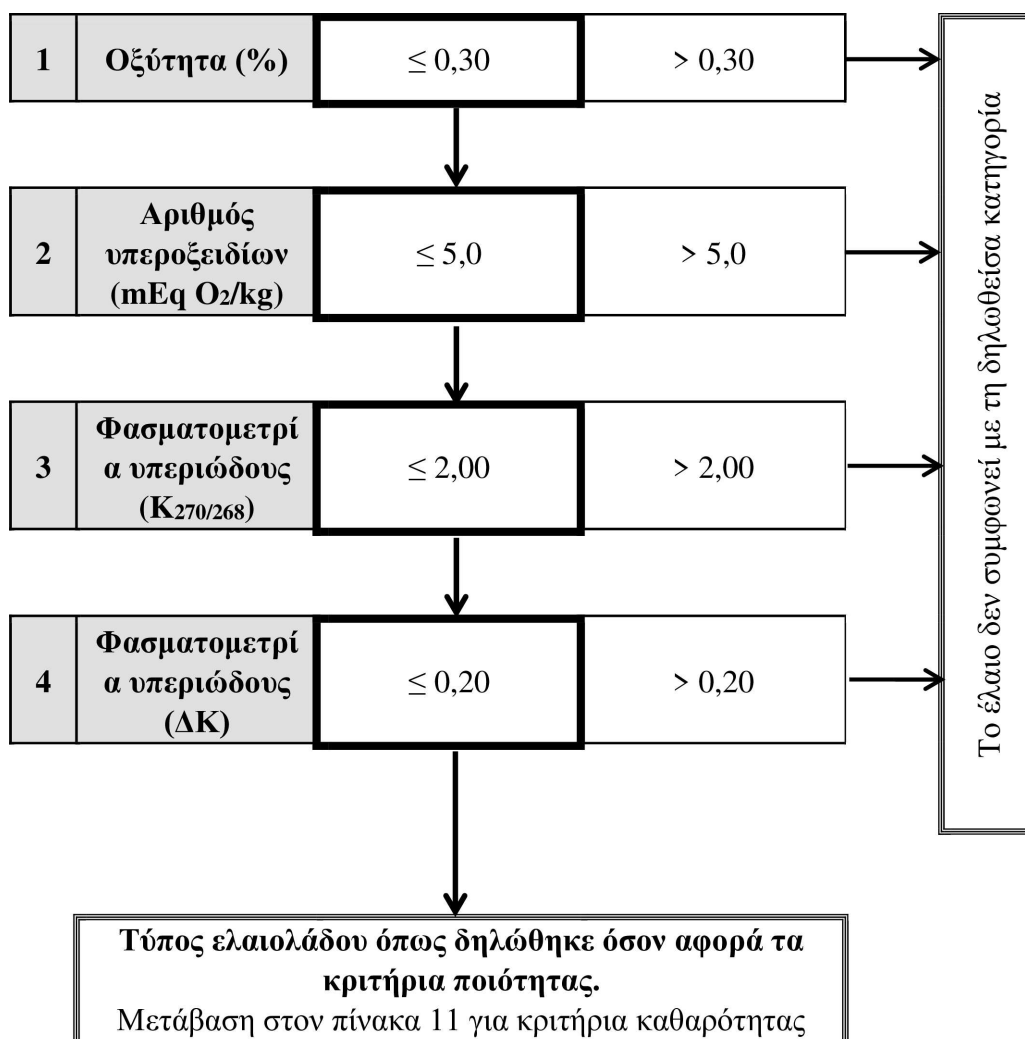 1 Οξύτητα (%) ≤ 0,30 > 0,30
2 Αριθμός
υπεροξειδίων
(mEq O₂/kg) ≤ 5,0 > 5,0
3 Φασματομετρί
α υπεριώδους
(K₂₇₀/₂₆₈) ≤ 2,00 > 2,00
4 Φασματομετρί
α υπεριώδους
(ΔΚ) ≤ 0,20 > 0,20
Το έλαιο δεν συμφωνεί με τη δηλωθείσα κατηγορία
Τύπος ελαιολάδου όπως δηλώθηκε όσον αφορά τα
κριτήρια ποιότητας.
Μετάβαση στον πίνακα 11 για κριτήρια καθαρότητας